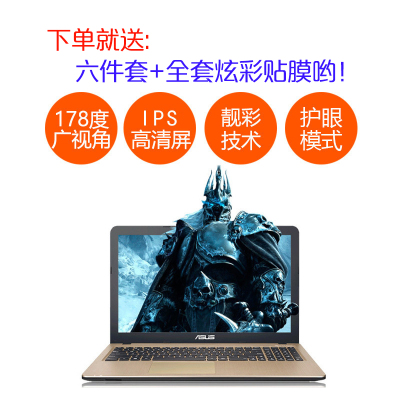 下单就送:
六件套+全套炫彩贴膜哟!
178度
广视角
IPS
高清屏
靓彩
技术
护眼
模式
ASUS